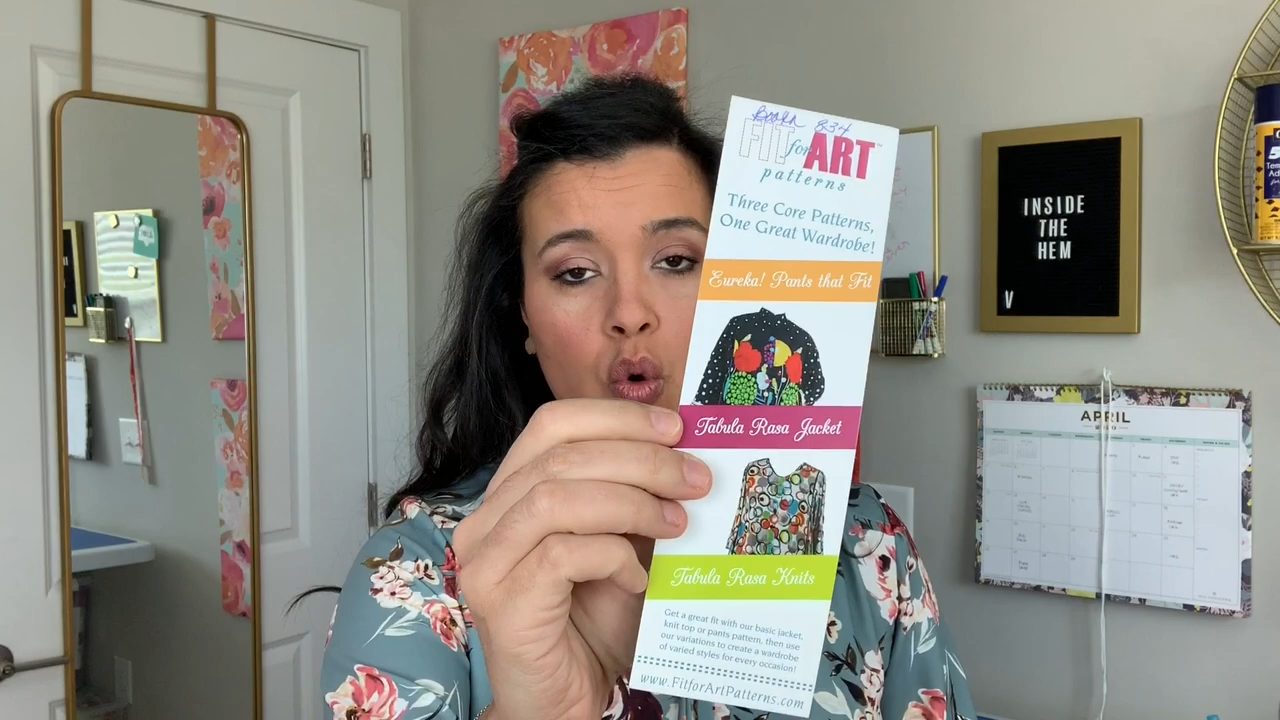 Booth 834
FIT for ART™
patterns
Three Core Patterns,
One Great Wardrobe!
Eureka! Pants that Fit
Tabula Rasa Jacket
Tabula Rasa Knits
Get a great fit with our basic jacket,
knit top or pants pattern, then use
our variations to create a wardrobe
of varied styles for every occasion!
www.FitforArtPatterns.com
INSIDE
THE
HEM
V
APRIL